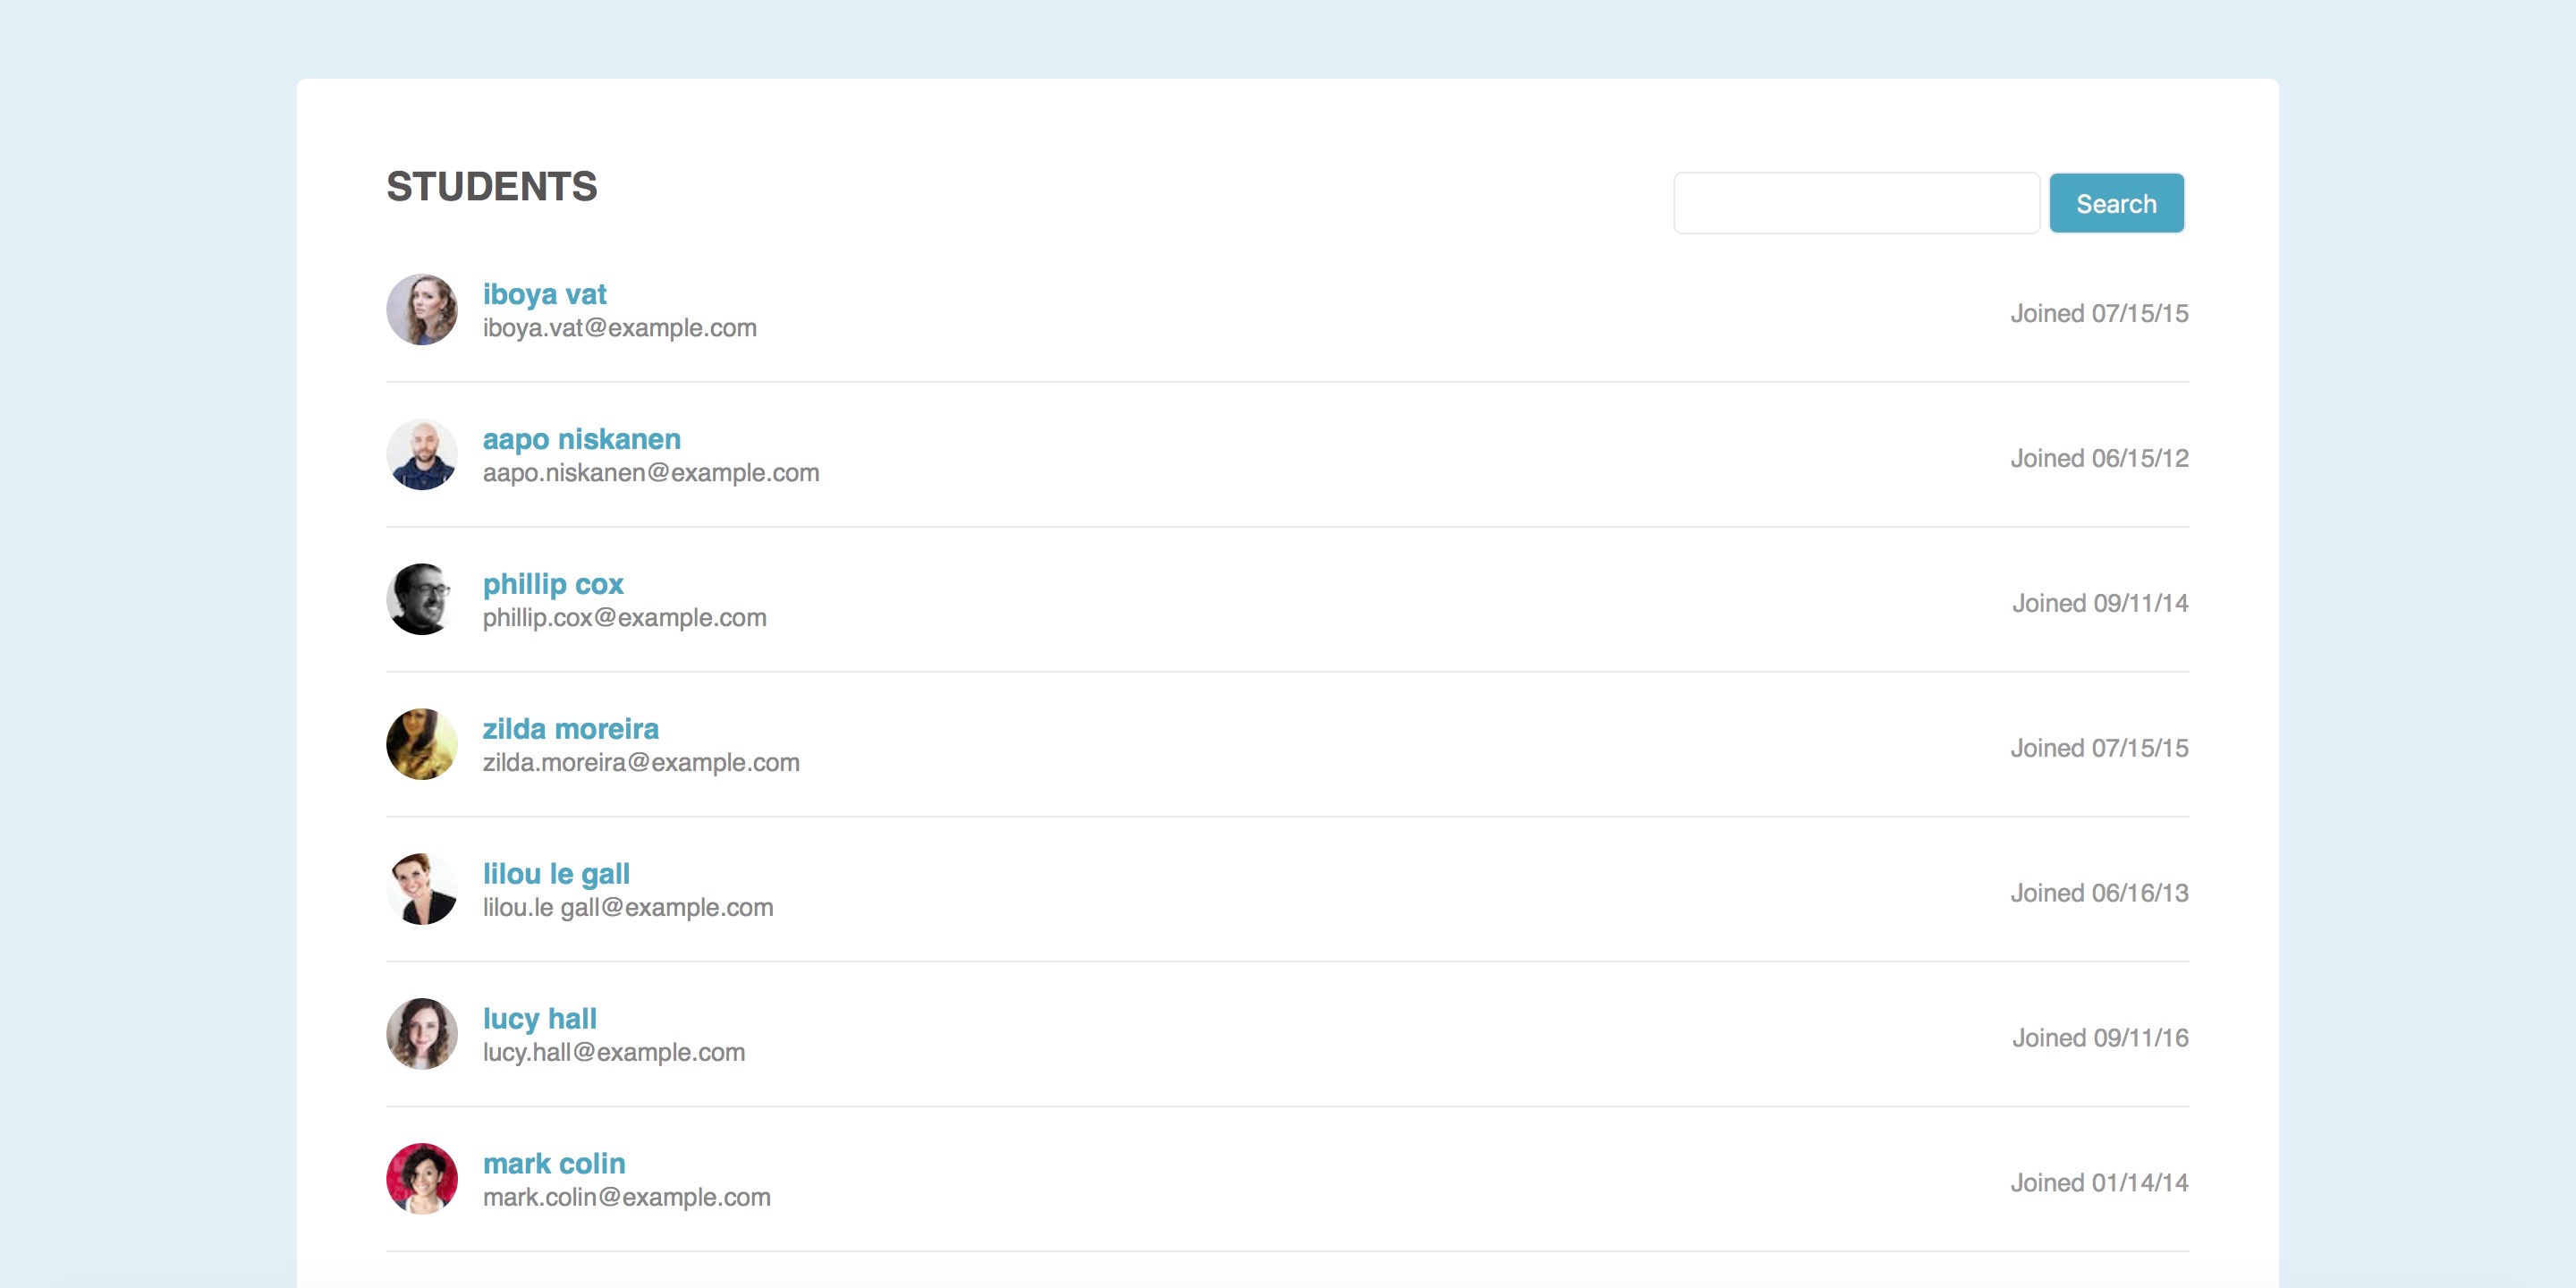 STUDENTS
Search
iboya vat
iboya.vat@example.com
Joined 07/15/15
aapo niskanen
aapo.niskanen@example.com
Joined 06/15/12
phillip cox
phillip.cox@example.com
Joined 09/11/14
zilda moreira
zilda.moreira@example.com
Joined 07/15/15
lilou le gall
lilou.le gall@example.com
Joined 06/16/13
lucy hall
lucy.hall@example.com
Joined 09/11/16
mark colin
mark.colin@example.com
Joined 01/14/14